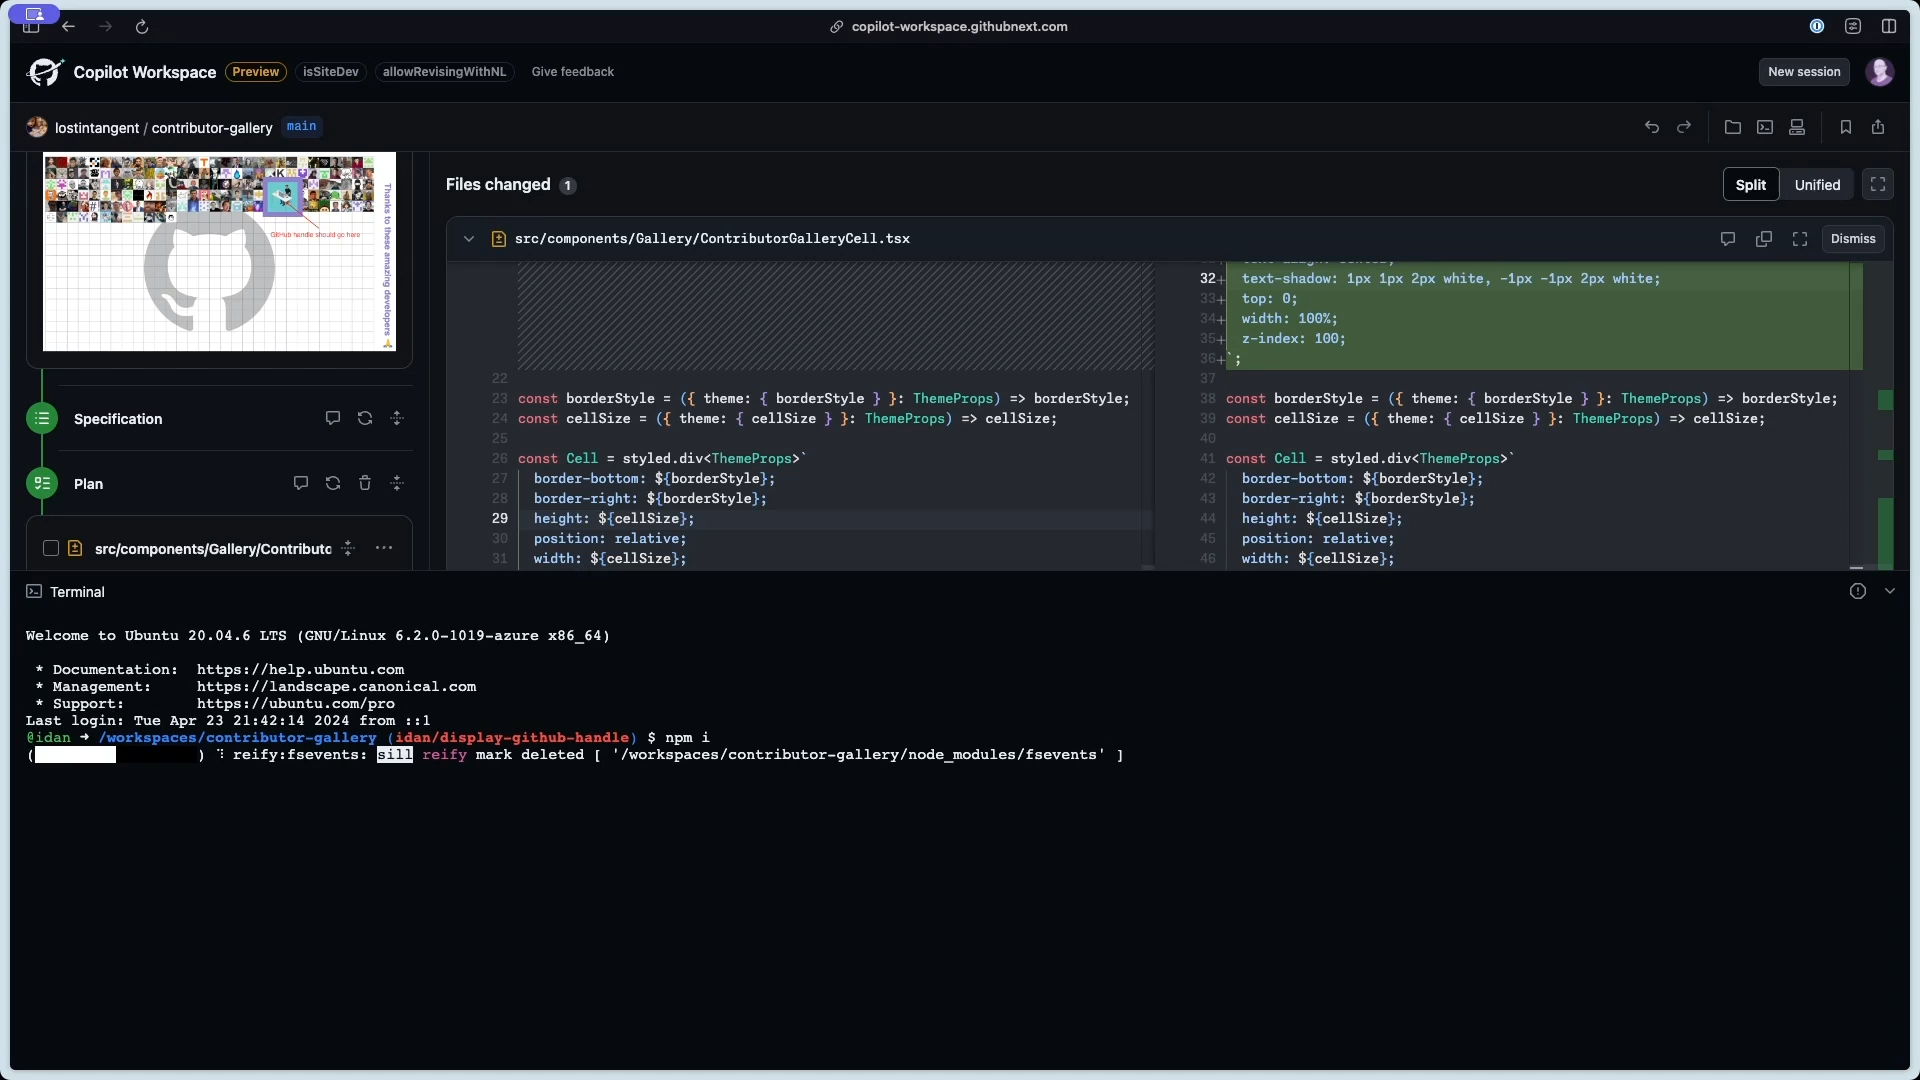 copilot-workspace.githubnext.com
Copilot Workspace Preview isSiteDev allowRevisingWithNL Give feedback New session
lostintangent / contributor-gallery main
GitHub handle should go here
Thanks to these amazing developers 🙏
Specification
Plan
src/components/Gallery/Contributo
Files changed 1
Split Unified
src/components/Gallery/ContributorGalleryCell.tsx Dismiss
22
23 const borderStyle = ({ theme: { borderStyle } }: ThemeProps) => borderStyle;
24 const cellSize = ({ theme: { cellSize } }: ThemeProps) => cellSize;
25
26 const Cell = styled.div<ThemeProps>`
27 border-bottom: ${borderStyle};
28 border-right: ${borderStyle};
29 height: ${cellSize};
30 position: relative;
31 width: ${cellSize};
32+ text-shadow: 1px 1px 2px white, -1px -1px 2px white;
33+ top: 0;
34+ width: 100%;
35+ z-index: 100;
36+ `;
37
38 const borderStyle = ({ theme: { borderStyle } }: ThemeProps) => borderStyle;
39 const cellSize = ({ theme: { cellSize } }: ThemeProps) => cellSize;
40
41 const Cell = styled.div<ThemeProps>`
42 border-bottom: ${borderStyle};
43 border-right: ${borderStyle};
44 height: ${cellSize};
45 position: relative;
46 width: ${cellSize};
Terminal
Welcome to Ubuntu 20.04.6 LTS (GNU/Linux 6.2.0-1019-azure x86_64)
* Documentation: https://help.ubuntu.com
* Management: https://landscape.canonical.com
* Support: https://ubuntu.com/pro
Last login: Tue Apr 23 21:42:14 2024 from ::1
@idan ➜ /workspaces/contributor-gallery (idan/display-github-handle) $ npm i
( ) ⠹ reify:fsevents: sill reify mark deleted [ '/workspaces/contributor-gallery/node_modules/fsevents' ]